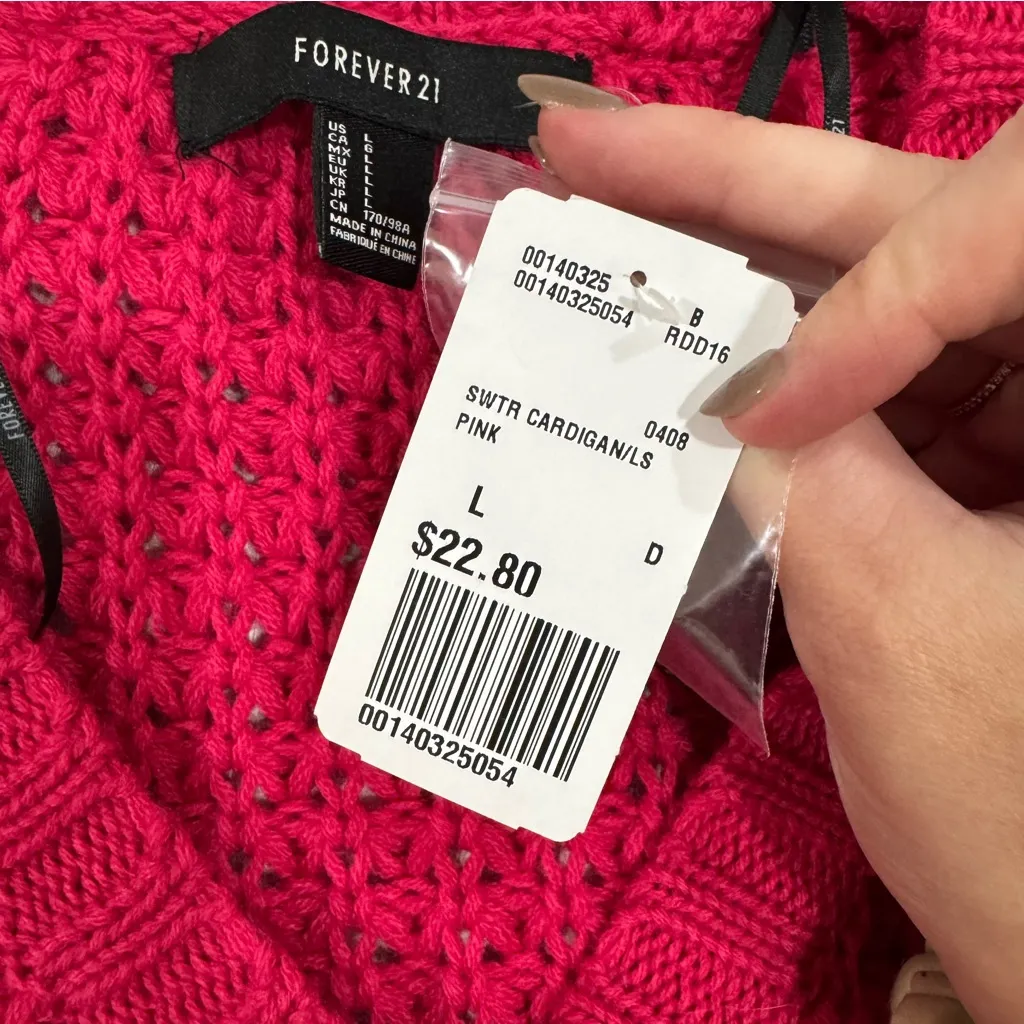 FOREVER 21
US L
CA G
MX L
EU L
UK L
KR L
JP L
CN 170/98A
MADE IN CHINA
FABRIQUÉ EN CHINE
21
00140325
00140325054
B
RDD16
SWTR CARDIGAN/LS
0408
PINK
L
$22.80
D
00140325054